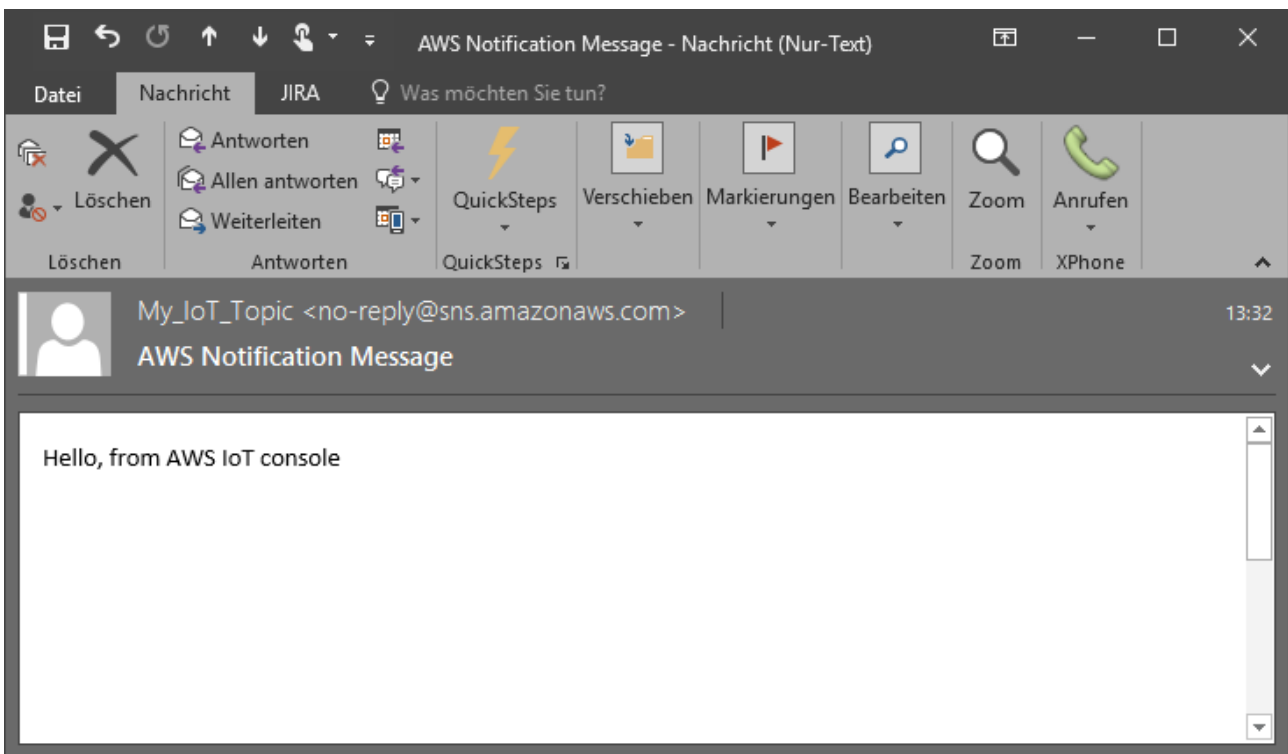 AWS Notification Message - Nachricht (Nur-Text)
Datei Nachricht JIRA Was möchten Sie tun?
Löschen
Antworten
Allen antworten
Weiterleiten
QuickSteps
Verschieben
Markierungen
Bearbeiten
Zoom
Anrufen
Löschen Antworten QuickSteps Zoom XPhone
My_IoT_Topic <no-reply@sns.amazonaws.com> 13:32
AWS Notification Message
Hello, from AWS IoT console